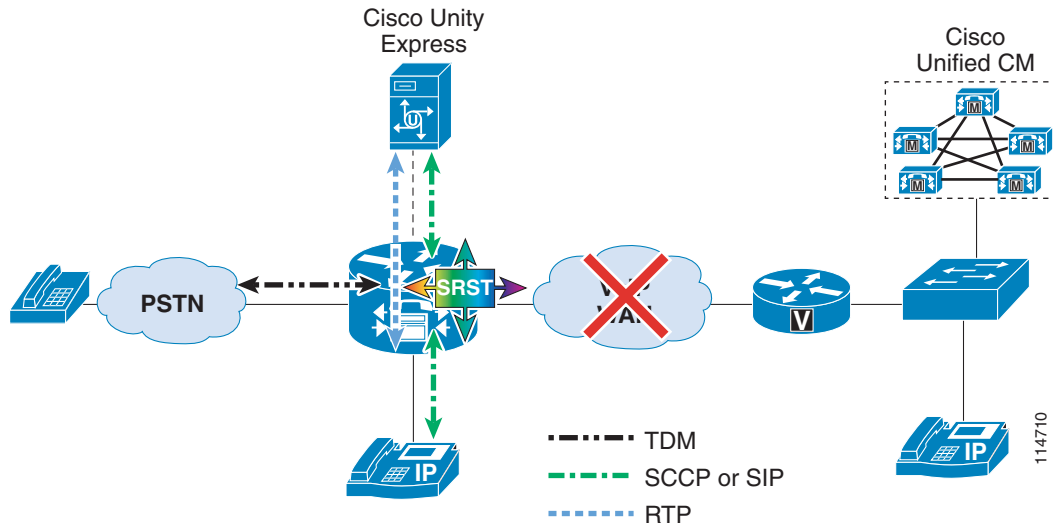 Cisco Unity
Express
Cisco
Unified CM
M
M
M
M
M
U
PSTN
SRST
V
IP
IP
TDM
SCCP or SIP
RTP
114710